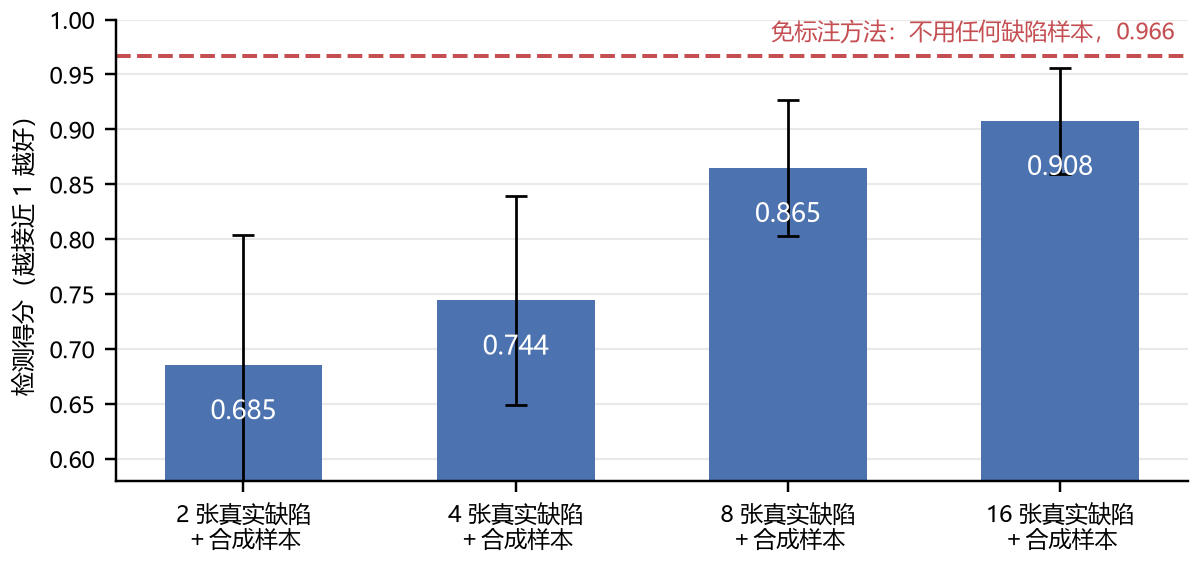 免标注方法：不用任何缺陷样本，0.966
检测得分（越接近 1 越好）
1.00
0.95
0.90
0.85
0.80
0.75
0.70
0.65
0.60
0.685
0.744
0.865
0.908
2 张真实缺陷
+ 合成样本
4 张真实缺陷
+ 合成样本
8 张真实缺陷
+ 合成样本
16 张真实缺陷
+ 合成样本